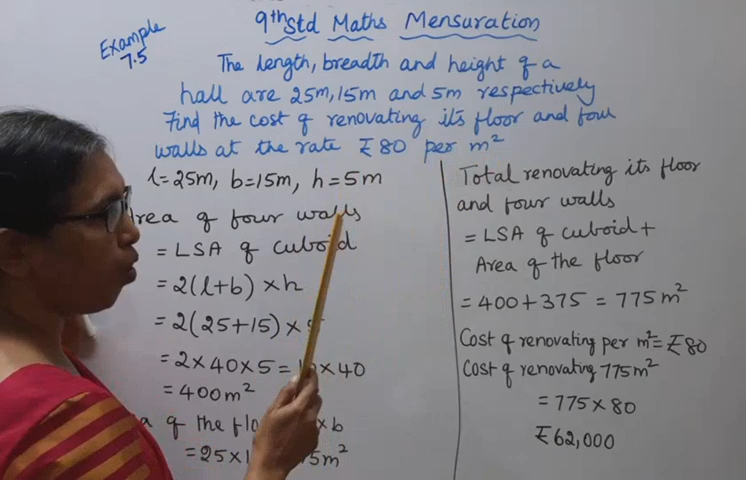 9th Std Maths Mensuration
Example
7.5
The length, breadth and height of a
hall are 25m, 15m and 5m respectively
Find the cost of renovating its floor and four
walls at the rate ₹80 per m²
l = 25m, b = 15m, h = 5m
rea of four walls
= LSA of cuboid
= 2(l+b) × h
= 2(25+15) ×
= 2 × 40 × 5 = 10 × 40
= 400m²
a of the flo × b
= 25 × 1 5m²
Total renovating its floor
and four walls
= LSA of cuboid +
Area of the floor
= 400 + 375 = 775 m²
Cost of renovating per m² = ₹80
Cost of renovating 775m²
= 775 × 80
₹62,000